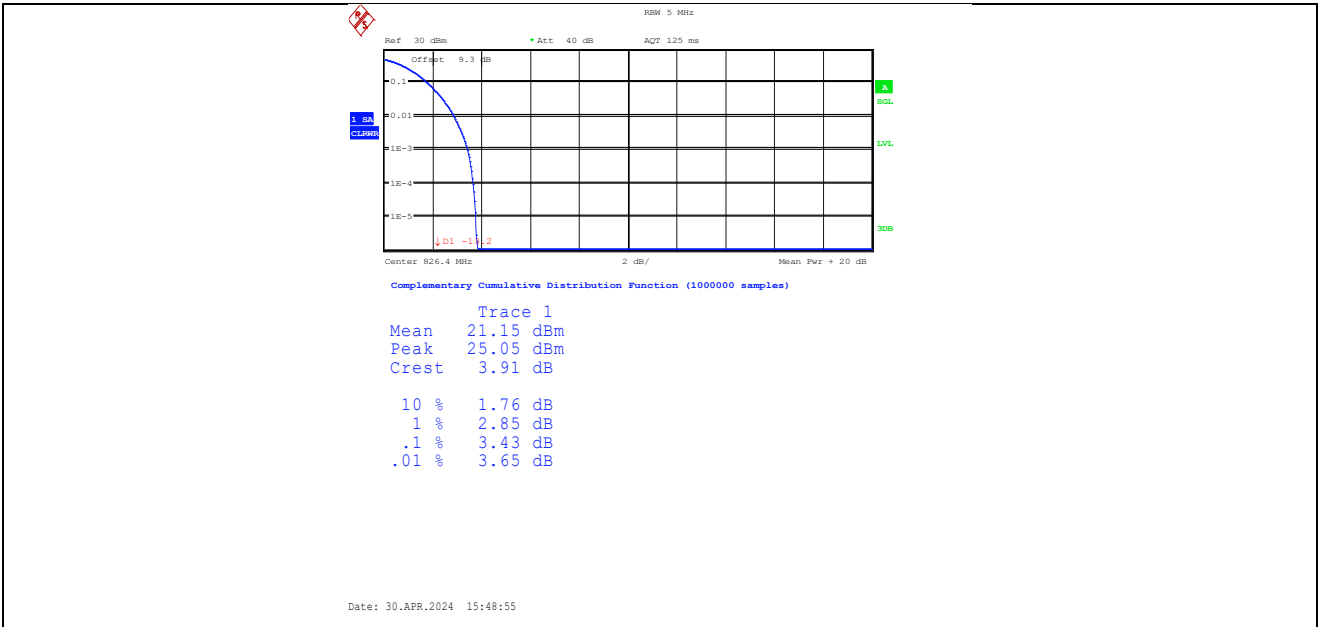 R S
RBW 5 MHz
Ref 30 dBm * Att 40 dB AQT 125 ms
Offset 9.3 dB
0.1
A
SGL
0.01
1 SA
CLRWR
1E-3
LVL
1E-4
1E-5
3DB
Center 826.4 MHz 2 dB/ Mean Pwr + 20 dB
Complementary Cumulative Distribution Function (1000000 samples)
Trace 1
Mean 21.15 dBm
Peak 25.05 dBm
Crest 3.91 dB
10 % 1.76 dB
1 % 2.85 dB
.1 % 3.43 dB
.01 % 3.65 dB
Date: 30.APR.2024 15:48:55